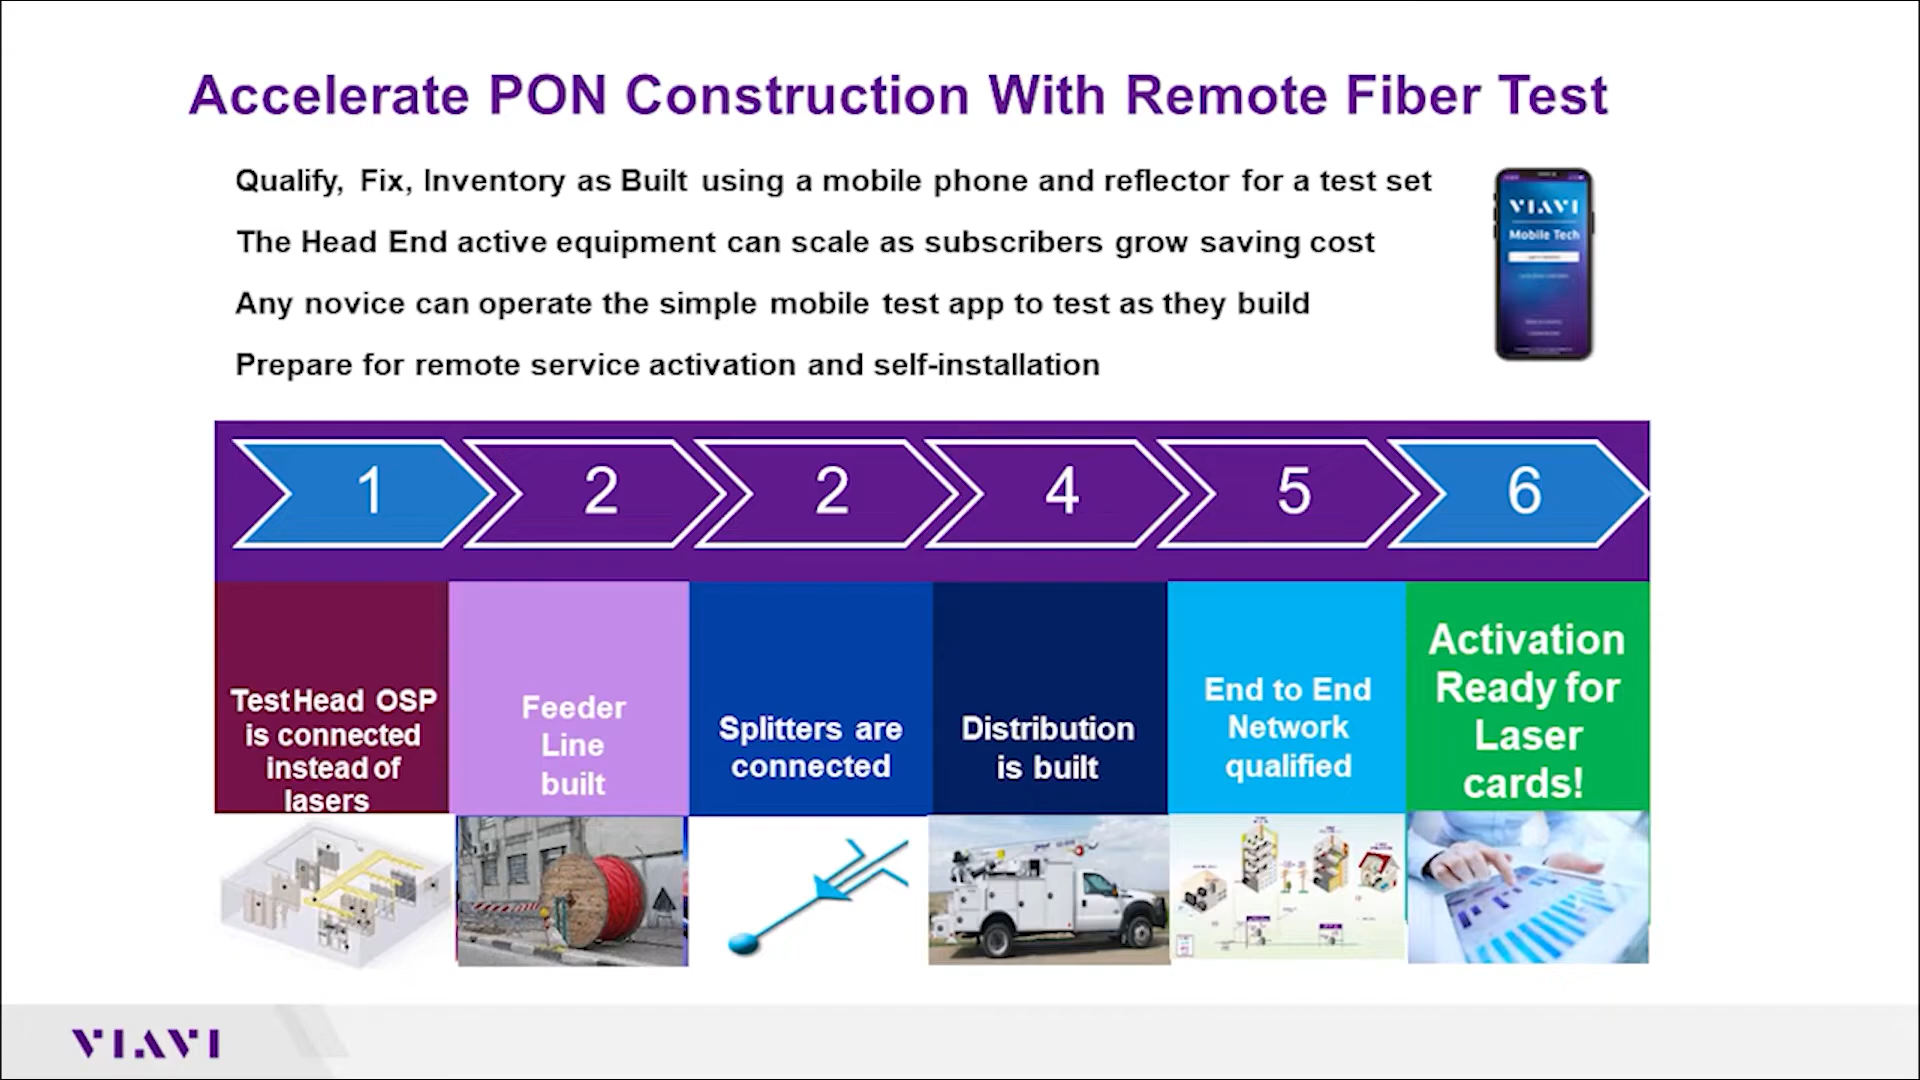 Accelerate PON Construction With Remote Fiber Test
Qualify, Fix, Inventory as Built using a mobile phone and reflector for a test set
The Head End active equipment can scale as subscribers grow saving cost
Any novice can operate the simple mobile test app to test as they build
Prepare for remote service activation and self-installation
VIAVI
Mobile Tech
1
2
2
4
5
6
Test Head OSP
is connected
instead of
lasers
Feeder
Line
built
Splitters are
connected
Distribution
is built
End to End
Network
qualified
Activation
Ready for
Laser
cards!
VIAVI